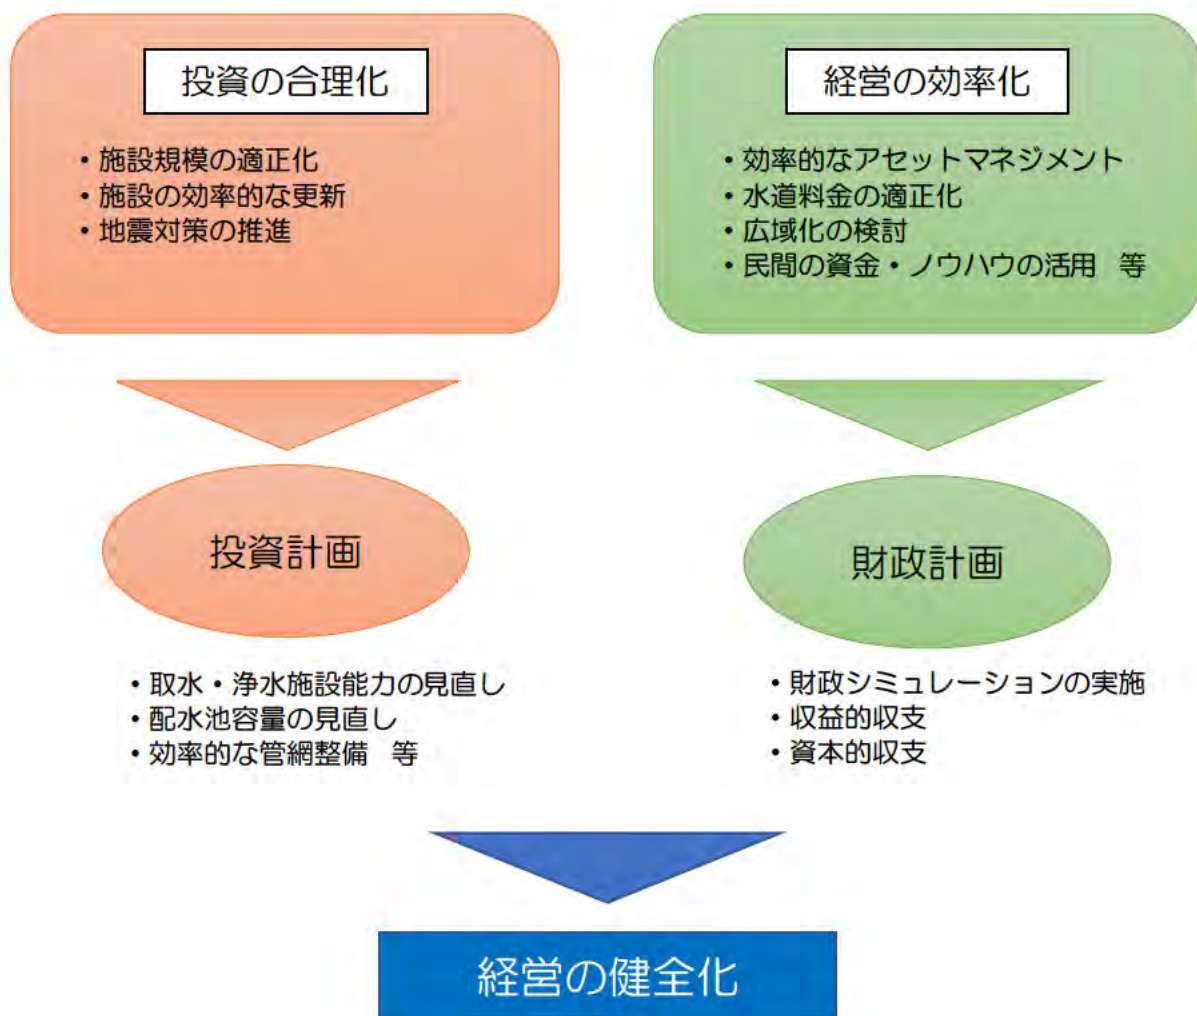 投資の合理化
・施設規模の適正化
・施設の効率的な更新
・地震対策の推進
経営の効率化
・効率的なアセットマネジメント
・水道料金の適正化
・広域化の検討
・民間の資金・ノウハウの活用　等
投資計画
・取水・浄水施設能力の見直し
・配水池容量の見直し
・効率的な管網整備　等
財政計画
・財政シミュレーションの実施
・収益的収支
・資本的収支
経営の健全化